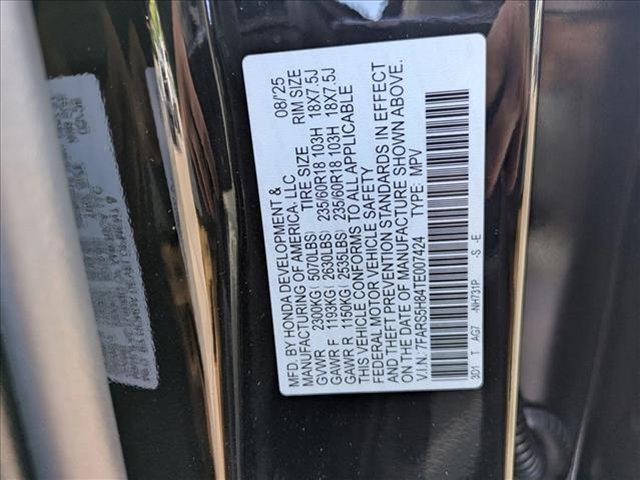 MFD. BY HONDA DEVELOPMENT &
MANUFACTURING OF AMERICA, LLC 08/'25
TIRE SIZE RIM SIZE
GVWR 2300KG( 5070LBS)
GAWR F 1193KG( 2630LBS) 235/60R18 103H 18X7.5J
GAWR R 1150KG( 2535LBS) 235/60R18 103H 18X7.5J
THIS VEHICLE CONFORMS TO ALL APPLICABLE
FEDERAL MOTOR VEHICLE SAFETY
AND THEFT PREVENTION STANDARDS IN EFFECT
ON THE DATE OF MANUFACTURE SHOWN ABOVE.
V.I.N. 7FARS5H84TE007424 TYPE: MPV
3D01 T AG7 -NH731P -S -E